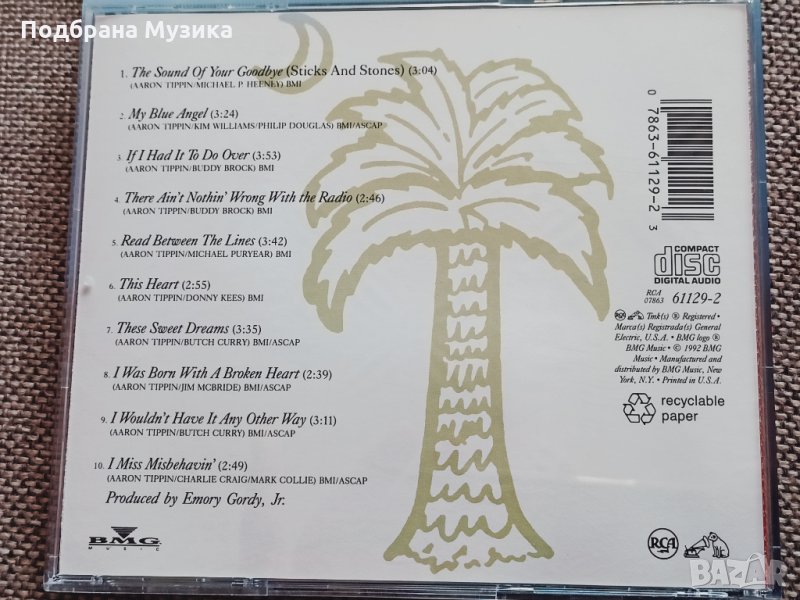 Подбрана Музика
1. The Sound Of Your Goodbye (Sticks And Stones) (3:04)
(AARON TIPPIN/MICHAEL P. HEENEY) BMI
2. My Blue Angel (3:24)
(AARON TIPPIN/KIM WILLIAMS/PHILIP DOUGLAS) BMI/ASCAP
3. If I Had It To Do Over (3:53)
(AARON TIPPIN/BUDDY BROCK) BMI
4. There Ain't Nothin' Wrong With the Radio (2:46)
(AARON TIPPIN/BUDDY BROCK) BMI
5. Read Between The Lines (3:42)
(AARON TIPPIN/MICHAEL PURYEAR) BMI
6. This Heart (2:55)
(AARON TIPPIN/DONNY KEES) BMI
7. These Sweet Dreams (3:35)
(AARON TIPPIN/BUTCH CURRY) BMI/ASCAP
8. I Was Born With A Broken Heart (2:39)
(AARON TIPPIN/JIM MCBRIDE) BMI/ASCAP
9. I Wouldn't Have It Any Other Way (3:11)
(AARON TIPPIN/BUTCH CURRY) BMI/ASCAP
10. I Miss Misbehavin' (2:49)
(AARON TIPPIN/CHARLIE CRAIG/MARK COLLIE) BMI/ASCAP
Produced by Emory Gordy, Jr.
BMG
MUSIC
0 7863-61129-2 3
COMPACT
disc
DIGITAL AUDIO
RCA
07863 61129-2
RCA Tmk(s) ® Registered •
Marca(s) Registrada(s) General
Electric, U.S.A. • BMG logo ®
BMG Music • © 1992 BMG
Music • Manufactured and
distributed by BMG Music, New
York, N.Y. • Printed in U.S.A.
recyclable
paper
RCA
BAZAR